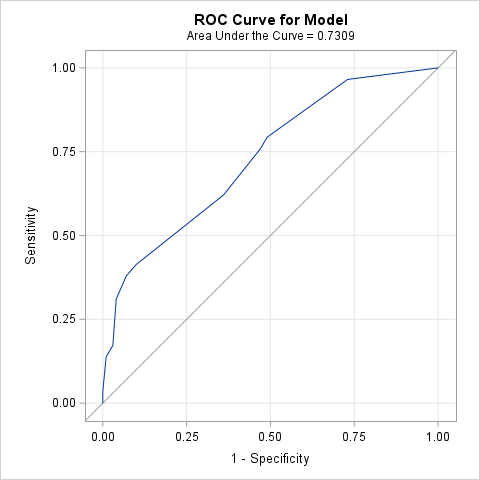 ROC Curve for Model
Area Under the Curve = 0.7309
1.00
0.75
0.50
0.25
0.00
Sensitivity
0.00 0.25 0.50 0.75 1.00
1 - Specificity